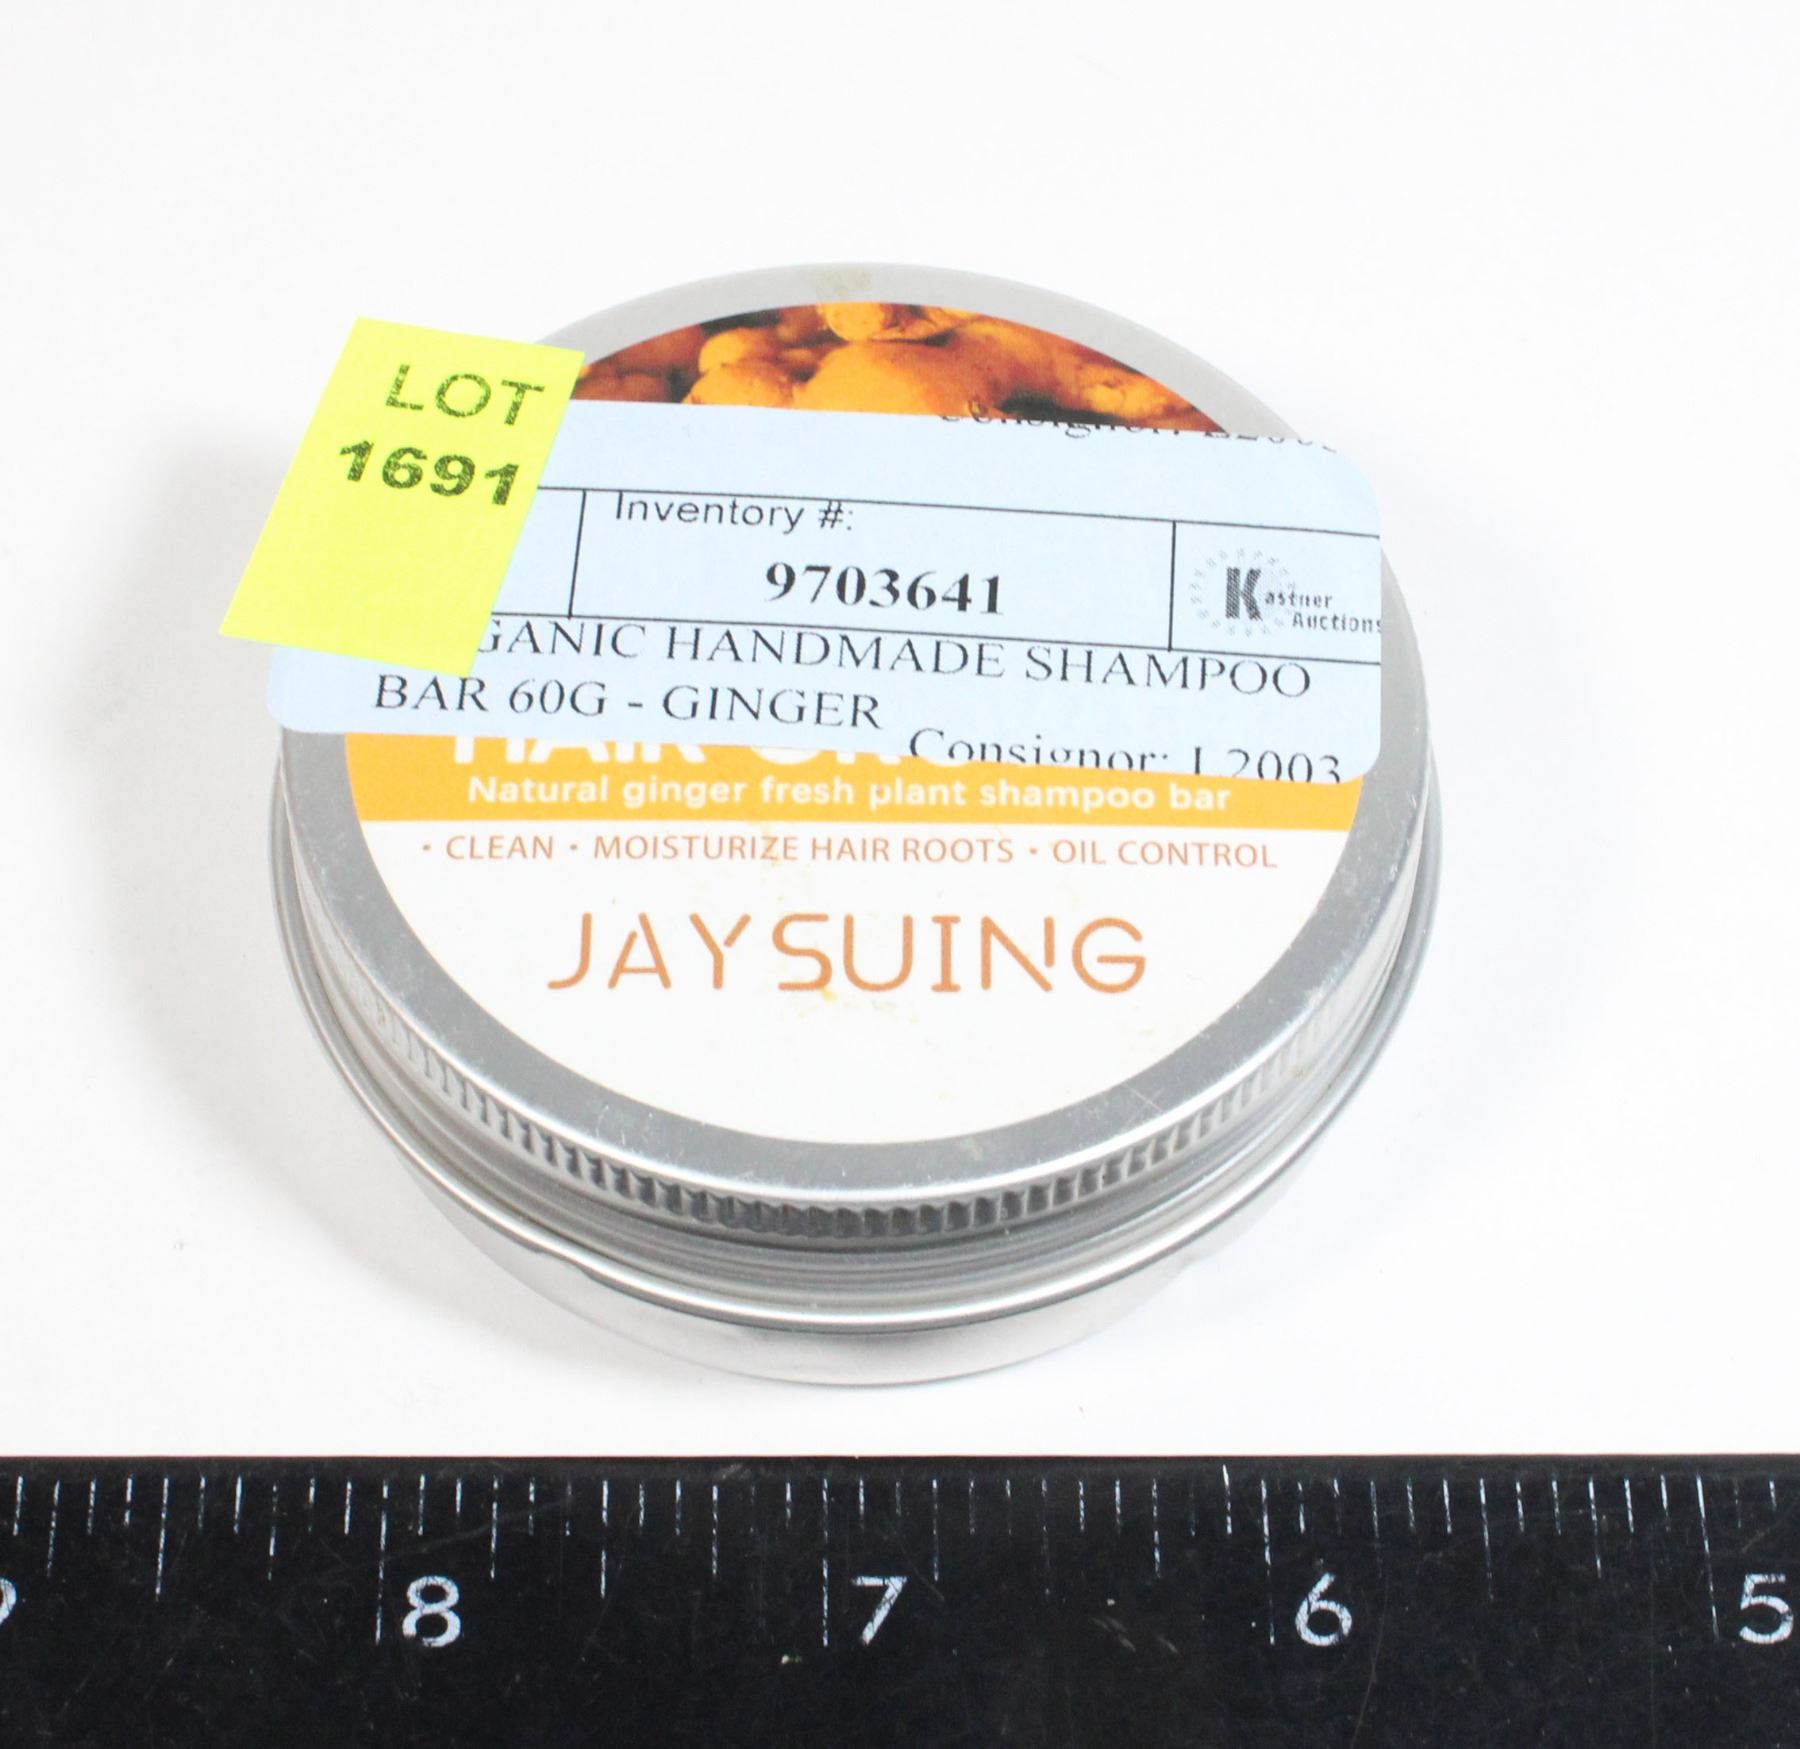 LOT
1691
Inventory #:
9703641
Kastner
Auctions
GANIC HANDMADE SHAMPOO
BAR 60G - GINGER
Consignor: L2003
HAIR
Natural ginger fresh plant shampoo bar
· CLEAN · MOISTURIZE HAIR ROOTS · OIL CONTROL
JAYSUING
8 7 6 5